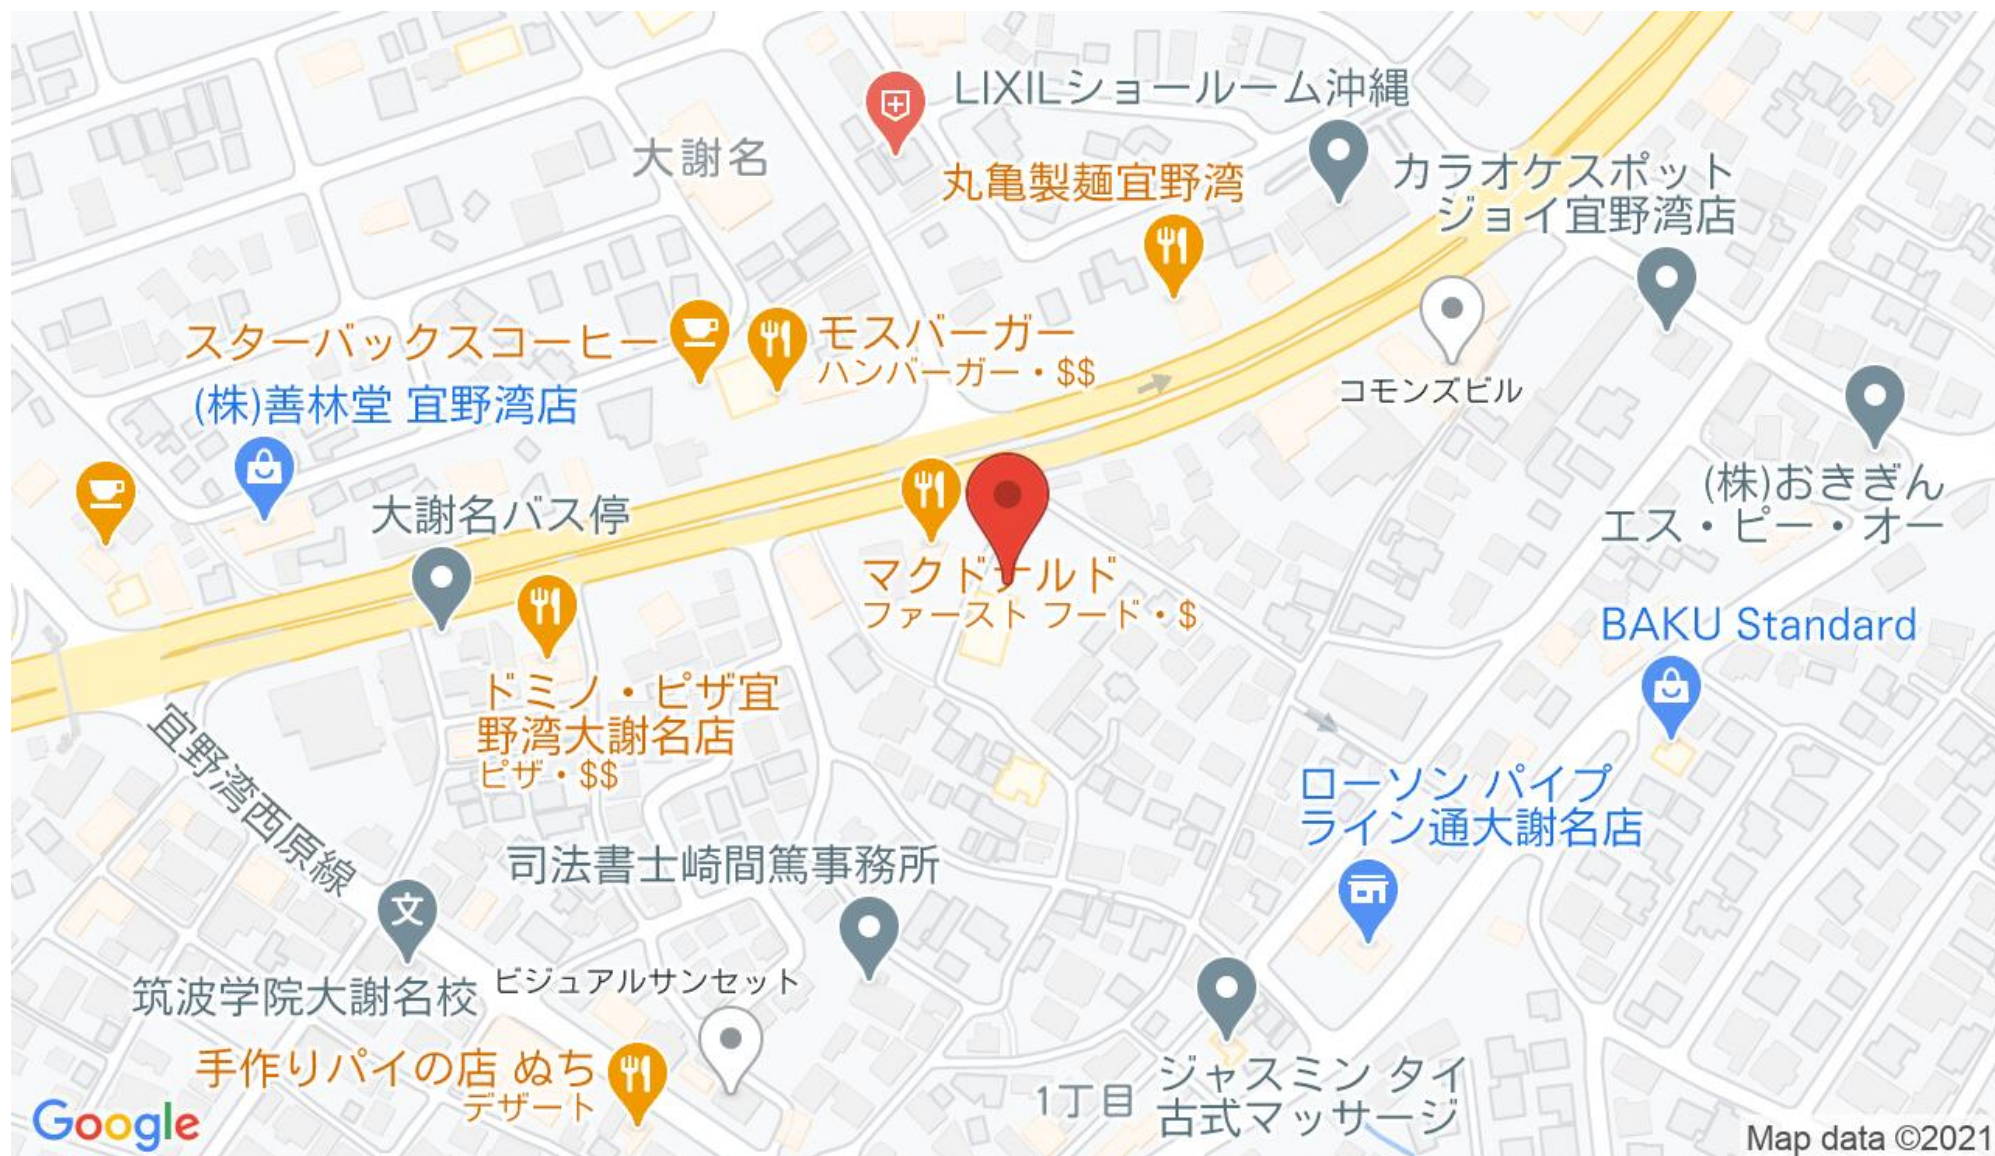 LIXILショールーム沖縄
大謝名
丸亀製麺宜野湾
カラオケスポット
ジョイ宜野湾店
スターバックスコーヒー
モスバーガー
ハンバーガー・$$
(株)善林堂 宜野湾店
コモンズビル
大謝名バス停
(株)おきぎん
エス・ピー・オー
マクドナルド
ファースト フード・$
BAKU Standard
ドミノ・ピザ宜
野湾大謝名店
ピザ・$$
宜野湾西原線
ローソン パイプ
ライン通大謝名店
司法書士崎間篤事務所
文
筑波学院大謝名校
ビジュアルサンセット
手作りパイの店 ぬち
デザート
1丁目
ジャスミン タイ
古式マッサージ
Google
Map data ©2021